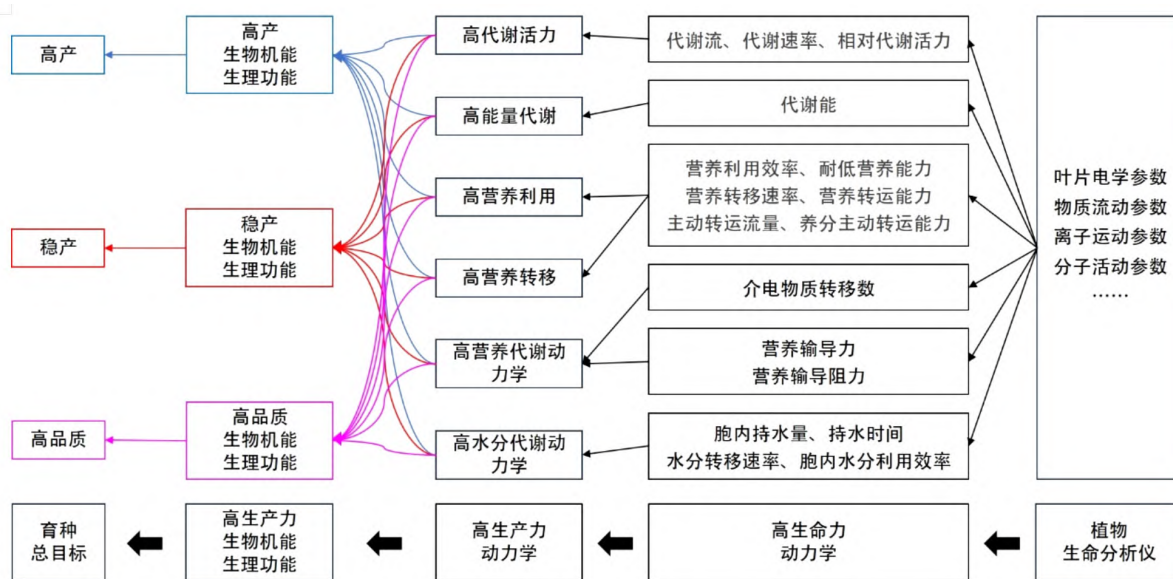 高产
高产
生物机能
生理功能
高代谢活力
代谢流、代谢速率、相对代谢活力
高能量代谢
代谢能
高营养利用
营养利用效率、耐低营养能力
营养转移速率、营养转运能力
主动转运流量、养分主动转运能力
叶片电学参数
物质流动参数
离子运动参数
分子活动参数
……
稳产
稳产
生物机能
生理功能
高营养转移
介电物质转移数
高营养代谢动
力学
营养输导力
营养输导阻力
高品质
高品质
生物机能
生理功能
高水分代谢动
力学
胞内持水量、持水时间
水分转移速率、胞内水分利用效率
育种
总目标
高生产力
生物机能
生理功能
高生产力
动力学
高生命力
动力学
植物
生命分析仪